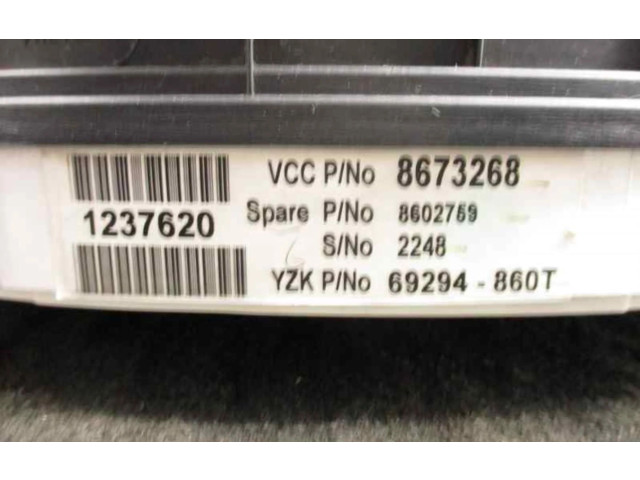 1237620
VCC P/No 8673268
Spare P/No 8602759
S/No 2248
YZK P/No 69294-860T